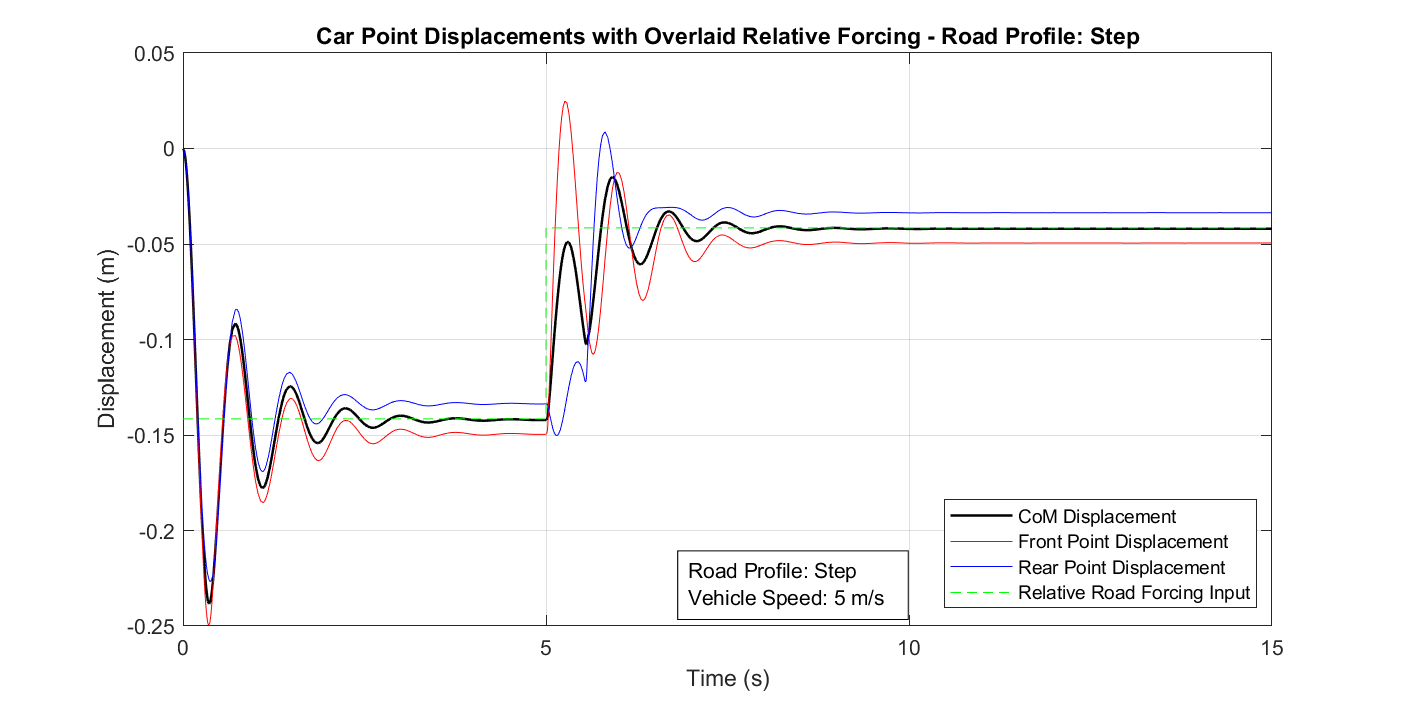 Car Point Displacements with Overlaid Relative Forcing - Road Profile: Step
0.05
0
-0.05
-0.1
-0.15
-0.2
-0.25
Displacement (m)
0
5
10
15
Time (s)
Road Profile: Step
Vehicle Speed: 5 m/s
CoM Displacement
Front Point Displacement
Rear Point Displacement
Relative Road Forcing Input